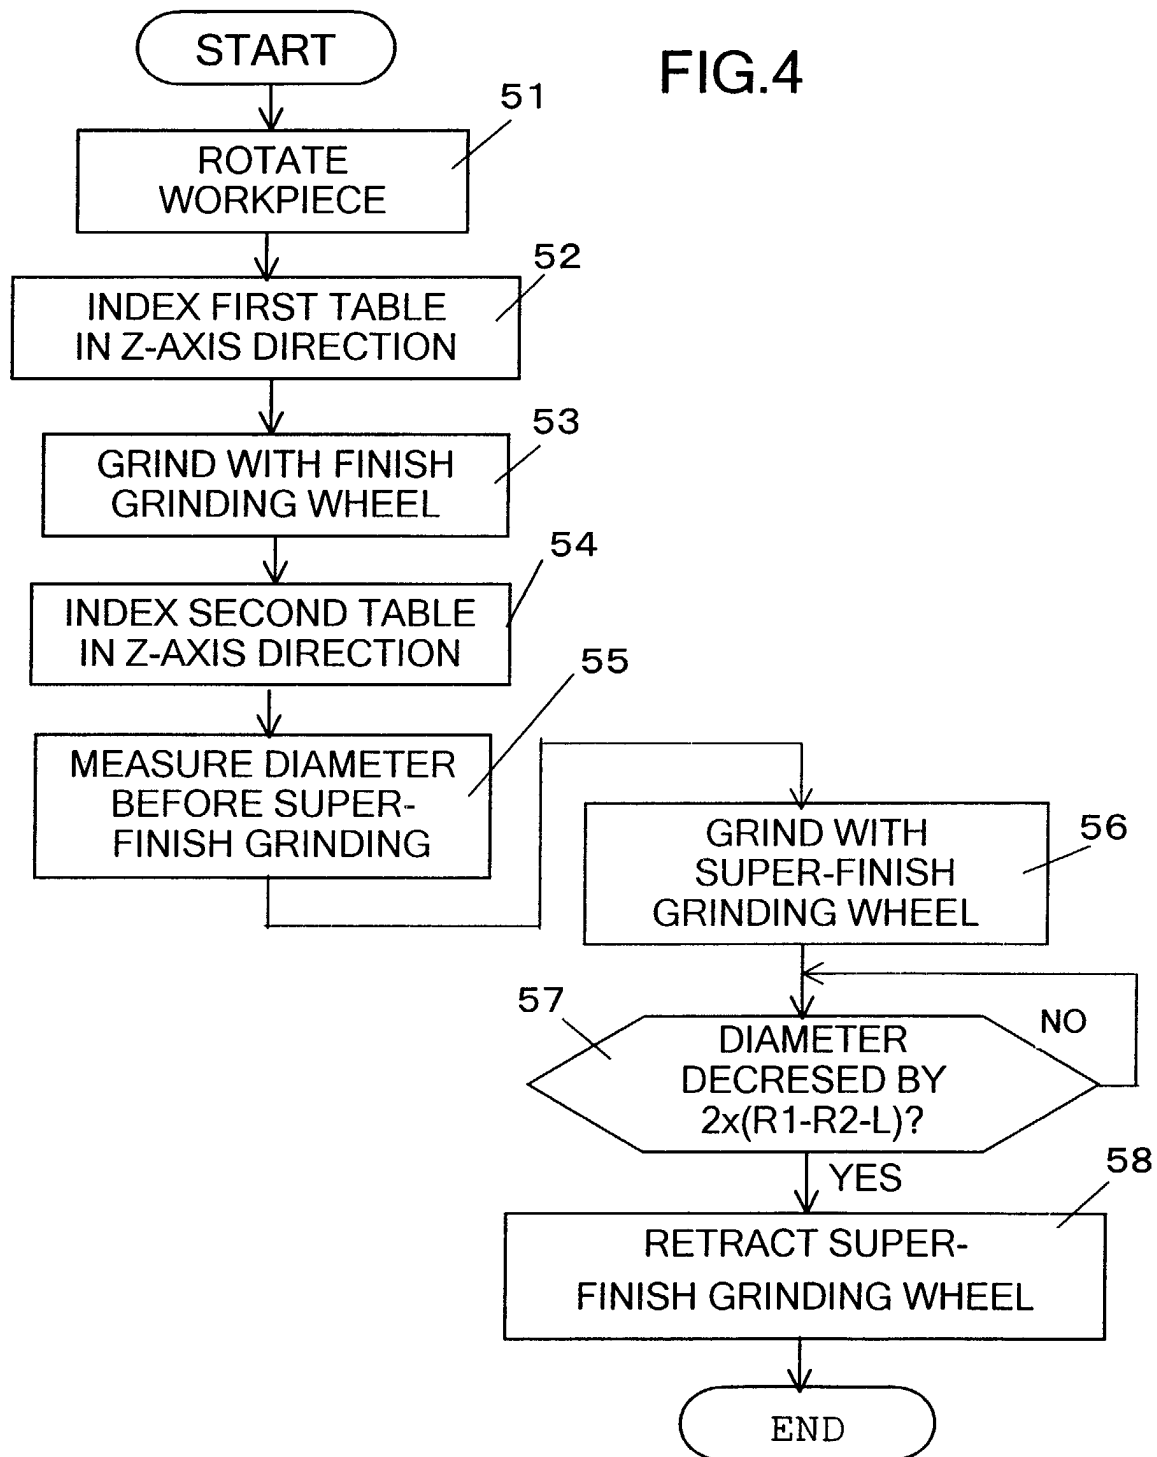 START
FIG.4
51
ROTATE
WORKPIECE
52
INDEX FIRST TABLE
IN Z-AXIS DIRECTION
53
GRIND WITH FINISH
GRINDING WHEEL
54
INDEX SECOND TABLE
IN Z-AXIS DIRECTION
55
MEASURE DIAMETER
BEFORE SUPER-
FINISH GRINDING
56
GRIND WITH
SUPER-FINISH
GRINDING WHEEL
57
NO
DIAMETER
DECRESED BY
2x(R1-R2-L)?
YES
58
RETRACT SUPER-
FINISH GRINDING WHEEL
END